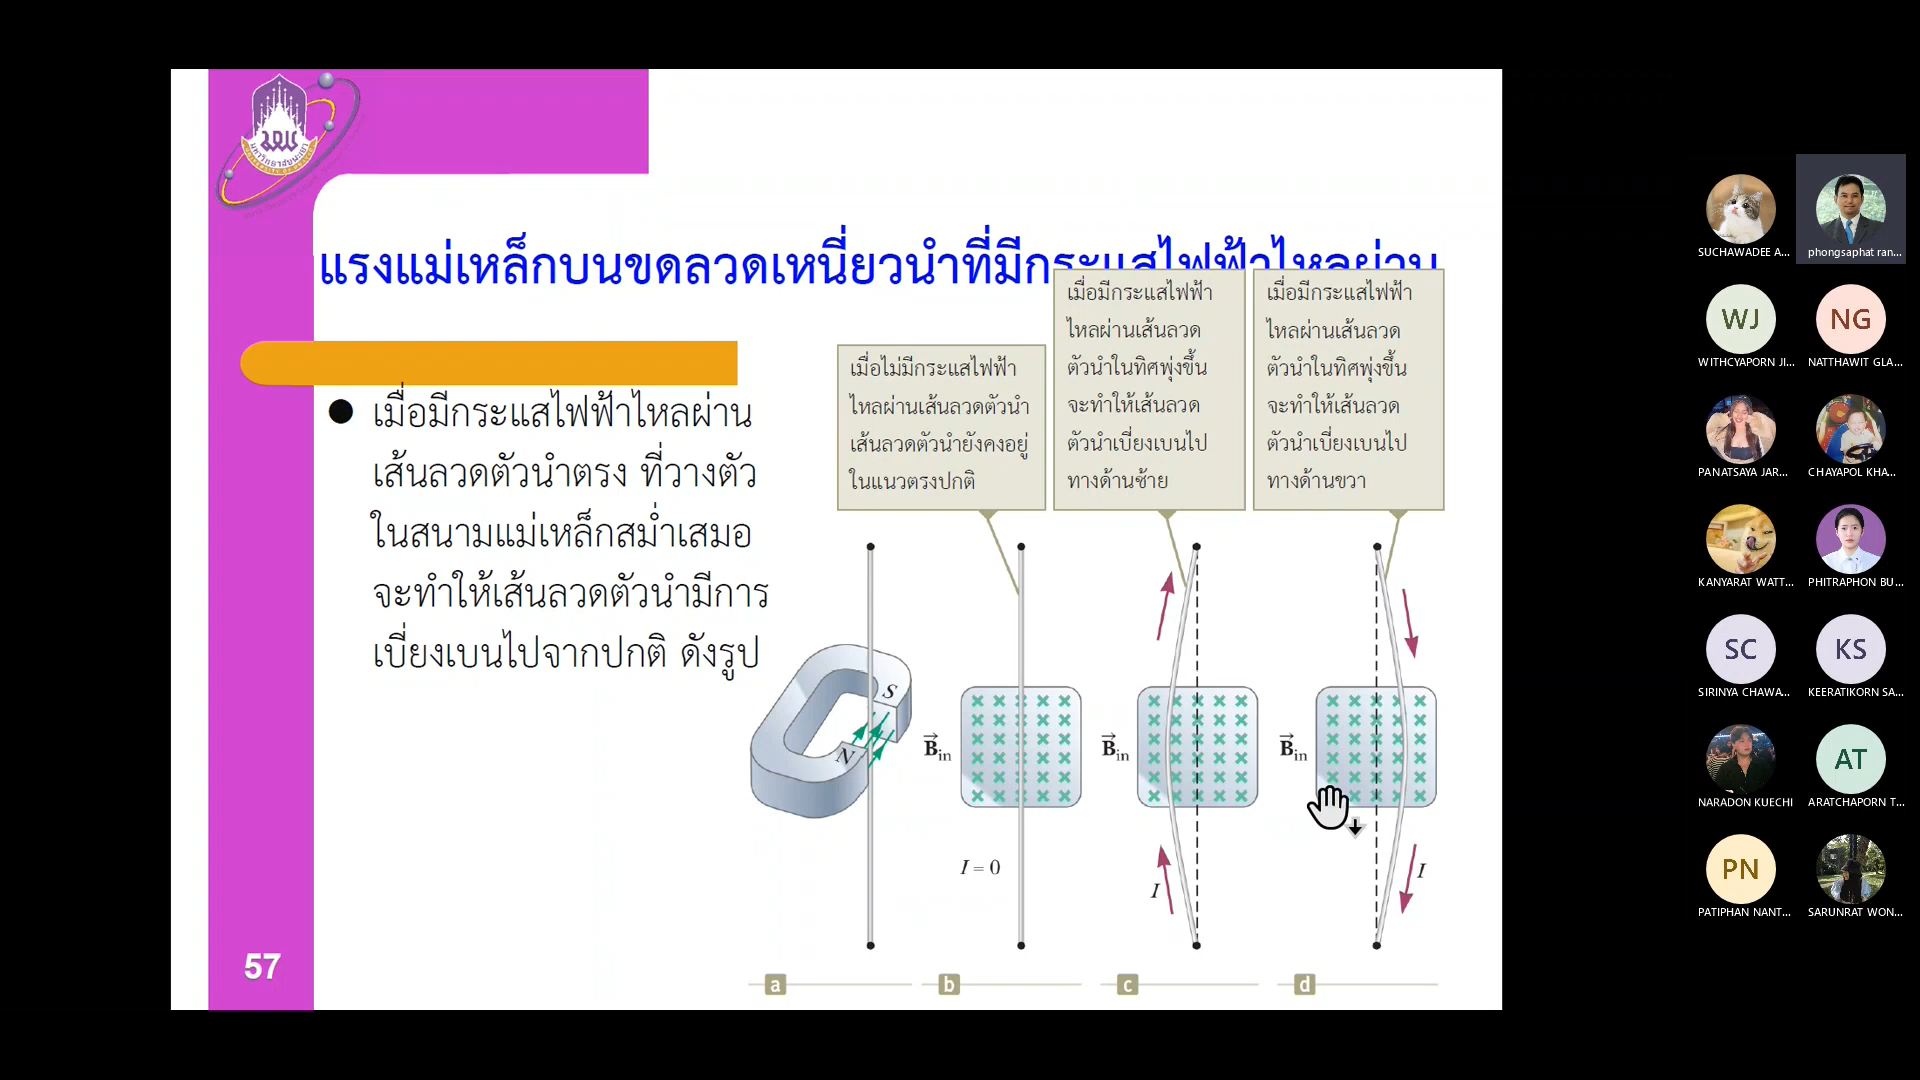 แรงแม่เหล็กบนขดลวดเหนี่ยวนำที่มีกระแสไฟฟ้าไหลผ่าน
เมื่อมีกระแสไฟฟ้าไหลผ่าน
เส้นลวดตัวนำตรง ที่วางตัว
ในสนามแม่เหล็กสม่ำเสมอ
จะทำให้เส้นลวดตัวนำมีการ
เบี่ยงเบนไปจากปกติ ดังรูป
เมื่อไม่มีกระแสไฟฟ้า
ไหลผ่านเส้นลวดตัวนำ
เส้นลวดตัวนำยังคงอยู่
ในแนวตรงปกติ
เมื่อมีกระแสไฟฟ้า
ไหลผ่านเส้นลวด
ตัวนำในทิศพุ่งขึ้น
จะทำให้เส้นลวด
ตัวนำเบี่ยงเบนไป
ทางด้านซ้าย
เมื่อมีกระแสไฟฟ้า
ไหลผ่านเส้นลวด
ตัวนำในทิศพุ่งขึ้น
จะทำให้เส้นลวด
ตัวนำเบี่ยงเบนไป
ทางด้านขวา
S
N
B⃗in
B⃗in
B⃗in
I = 0
I
I
a
b
c
d
57
SUCHAWADEE A...
phongsaphat ran...
WJ
WITHCYAPORN JI...
NG
NATTHAWIT GLA...
PANATSAYA JAR...
CHAYAPOL KHA...
KANYARAT WATT...
PHITRAPHON BU...
SC
SIRINYA CHAWA...
KS
KEERATIKORN SA...
NARADON KUECHI
AT
ARATCHAPORN T...
PN
PATIPHAN NANT...
SARUNRAT WON...